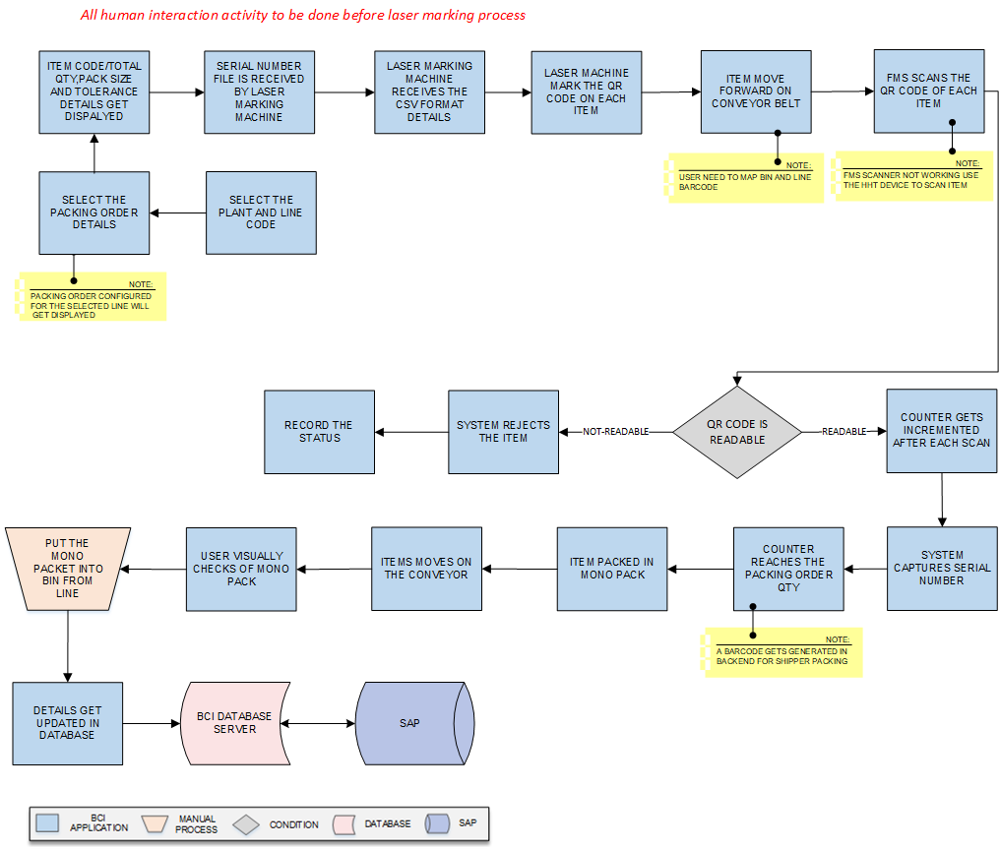 All human interaction activity to be done before laser marking process
ITEM CODE/TOTAL
QTY,PACK SIZE
AND TOLERANCE
DETAILS GET
DISPALYED
SERIAL NUMBER
FILE IS RECEIVED
BY LASER
MARKING
MACHINE
LASER MARKING
MACHINE
RECEIVES THE
CSV FORMAT
DETAILS
LASER MACHINE
MARK THE QR
CODE ON EACH
ITEM
ITEM MOVE
FORWARD ON
CONVEYOR BELT
FMS SCANS THE
QR CODE OF EACH
ITEM
NOTE:
USER NEED TO MAP BIN AND LINE
BARCODE
NOTE:
FMS SCANNER NOT WORKING USE
THE HHT DEVICE TO SCAN ITEM
SELECT THE
PACKING ORDER
DETAILS
SELECT THE
PLANT AND LINE
CODE
NOTE:
PACKING ORDER CONFIGURED
FOR THE SELECTED LINE WILL
GET DISPLAYED
RECORD THE
STATUS
SYSTEM REJECTS
THE ITEM
NOT-READABLE
QR CODE IS
READABLE
READABLE
COUNTER GETS
INCREMENTED
AFTER EACH SCAN
PUT THE
MONO
PACKET INTO
BIN FROM
LINE
USER VISUALLY
CHECKS OF MONO
PACK
ITEMS MOVES ON
THE CONVEYOR
ITEM PACKED IN
MONO PACK
COUNTER
REACHES THE
PACKING ORDER
QTY
SYSTEM
CAPTURES SERIAL
NUMBER
NOTE:
A BARCODE GETS GENERATED IN
BACKEND FOR SHIPPER PACKING
DETAILS GET
UPDATED IN
DATABASE
BCI DATABASE
SERVER
SAP
BCI
APPLICATION
MANUAL
PROCESS
CONDITION
DATABASE
SAP